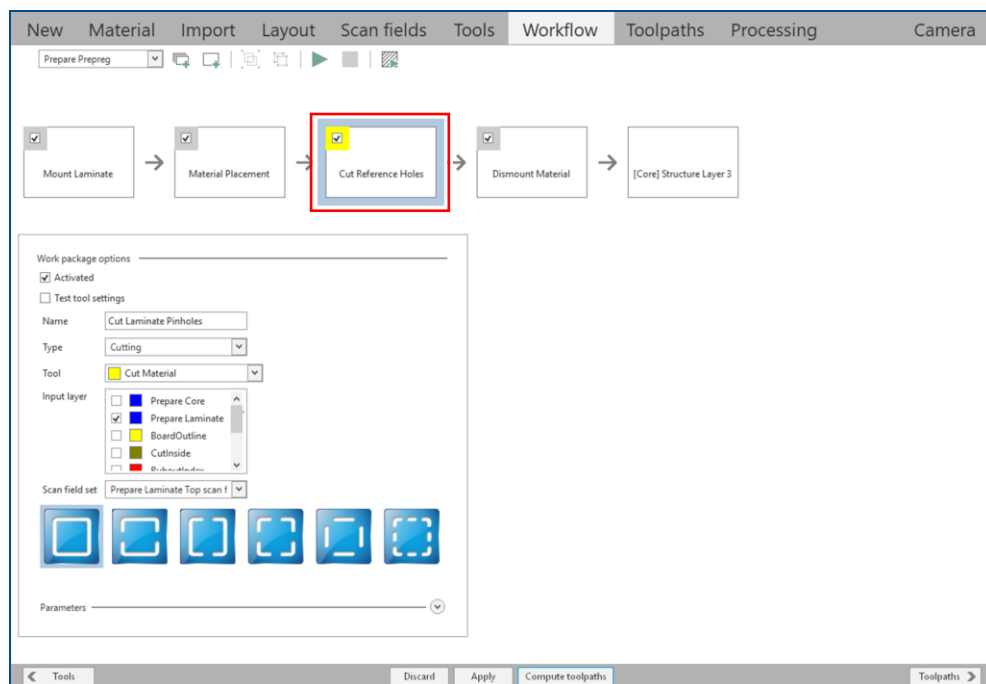 New Material Import Layout Scan fields Tools Workflow Toolpaths Processing Camera
Prepare Prepreg
Mount Laminate
Material Placement
Cut Reference Holes
Dismount Material
[Core] Structure Layer 3
Work package options
Activated
Test tool settings
Name Cut Laminate Pinholes
Type Cutting
Tool Cut Material
Input layer Prepare Core
Prepare Laminate
BoardOutline
CutInside
RuboutIndex
Scan field set Prepare Laminate Top scan f
Parameters
Tools Discard Apply Compute toolpaths Toolpaths